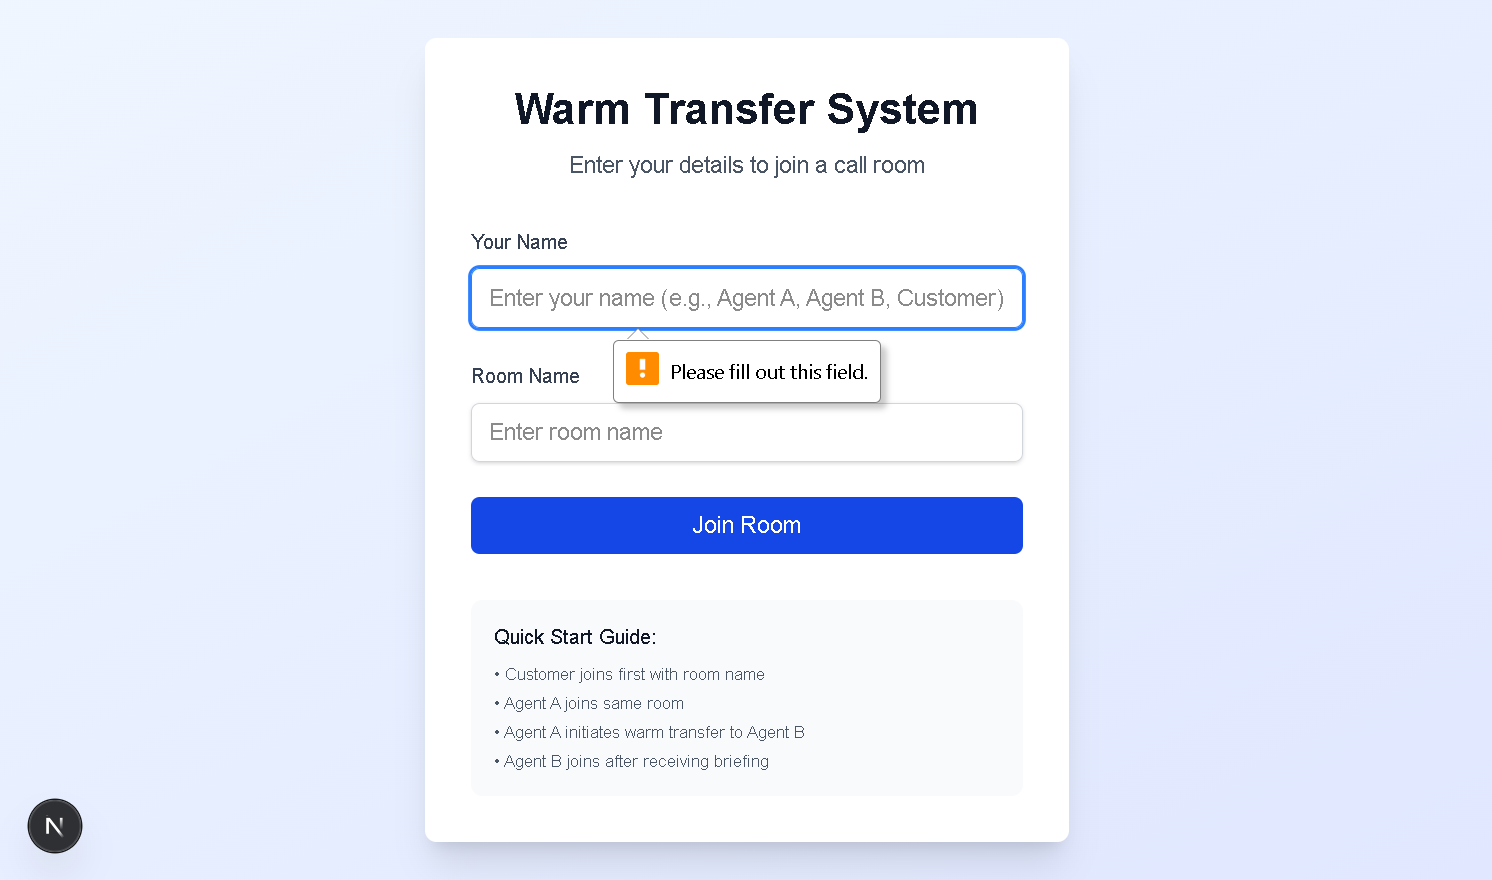 Warm Transfer System
Enter your details to join a call room
Your Name
Enter your name (e.g., Agent A, Agent B, Customer)
Please fill out this field.
Room Name
Enter room name
Join Room
Quick Start Guide:
• Customer joins first with room name
• Agent A joins same room
• Agent A initiates warm transfer to Agent B
• Agent B joins after receiving briefing
N